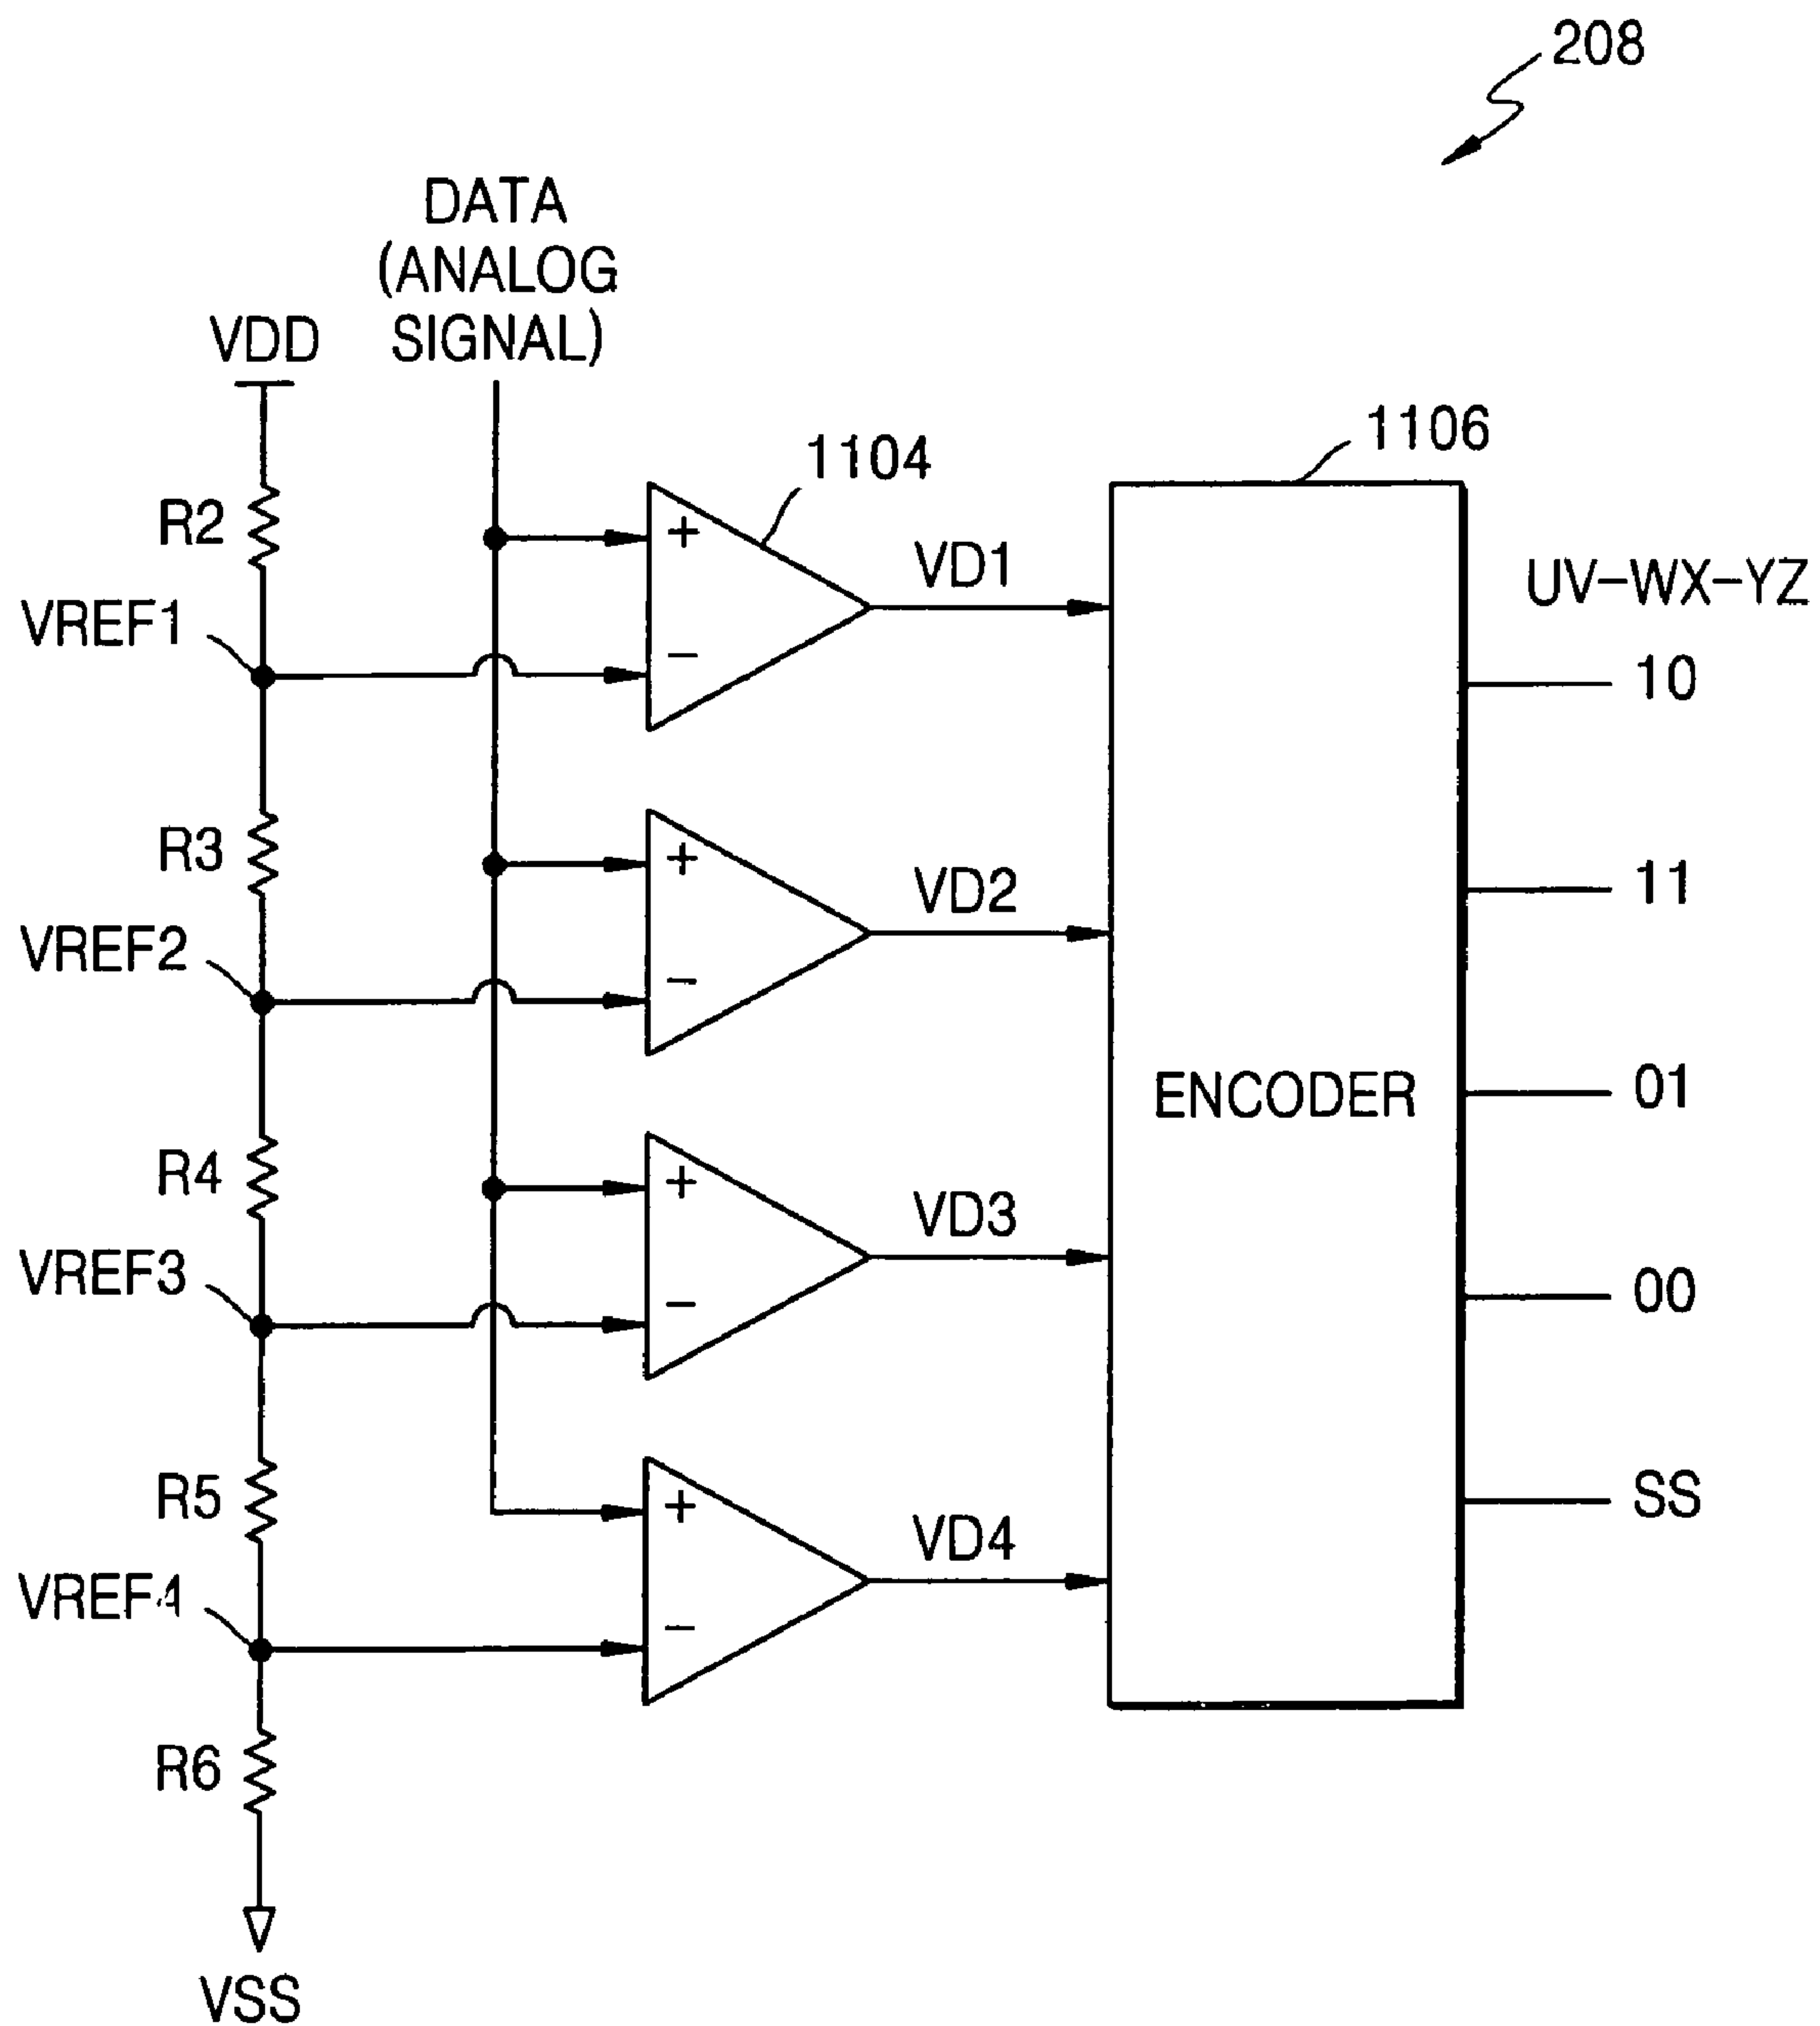 208
DATA
(ANALOG
SIGNAL)
VDD
1104
1106
R2
+
VD1
UV-WX-YZ
VREF1
−
10
R3
+
VD2
11
VREF2
−
ENCODER
01
R4
+
VD3
VREF3
−
00
R5
+
VD4
SS
VREF4
−
R6
VSS